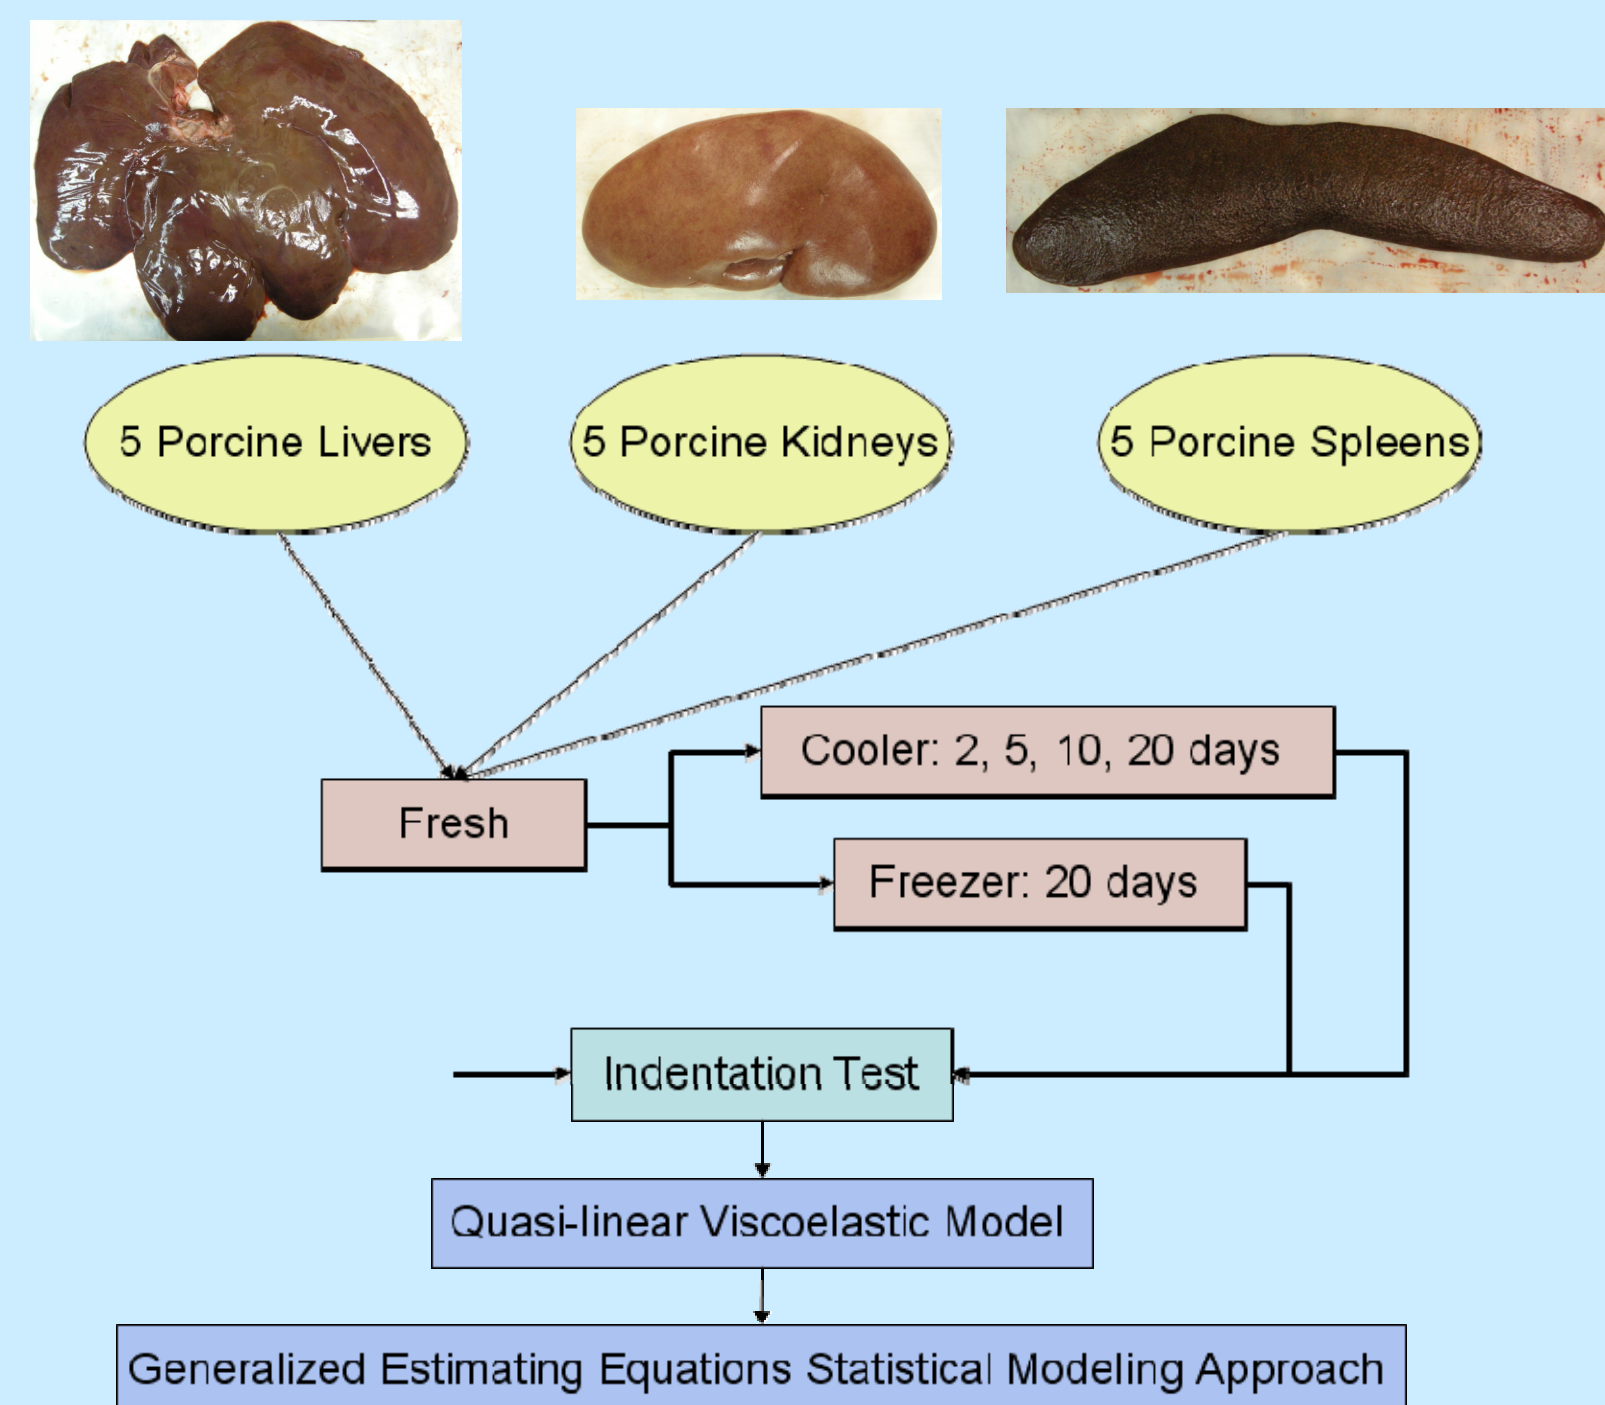 5 Porcine Livers
5 Porcine Kidneys
5 Porcine Spleens
Cooler: 2, 5, 10, 20 days
Fresh
Freezer: 20 days
Indentation Test
Quasi-linear Viscoelastic Model
Generalized Estimating Equations Statistical Modeling Approach